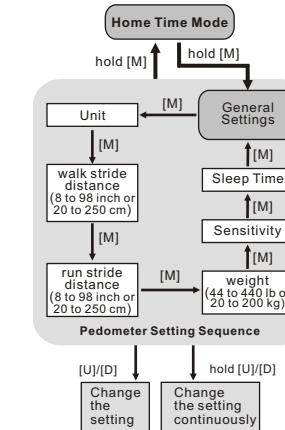 Home Time Mode
hold [M]
hold [M]
[M]
General
Settings
Unit
[M]
[M]
walk stride
distance
(8 to 98 inch or
20 to 250 cm)
Sleep Time
[M]
Sensitivity
[M]
[M]
run stride
distance
(8 to 98 inch or
20 to 250 cm)
[M]
weight
(44 to 440 lb or
20 to 200 kg)
Pedometer Setting Sequence
[U]/[D]
hold [U]/[D]
Change
the
setting
Change
the setting
continuously